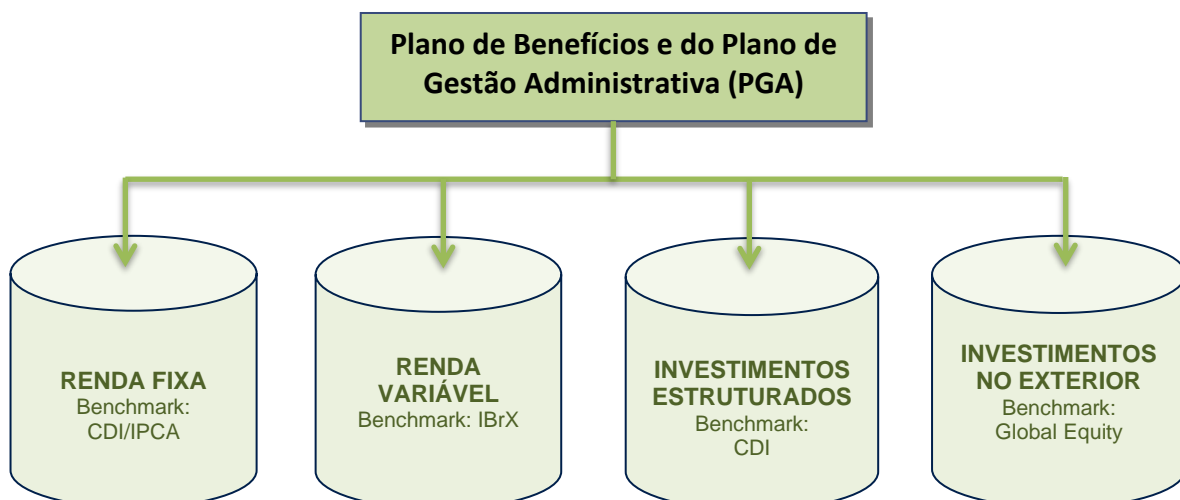 Plano de Benefícios e do Plano de
Gestão Administrativa (PGA)
RENDA FIXA
Benchmark:
CDI/IPCA
RENDA
VARIÁVEL
Benchmark: IBrX
INVESTIMENTOS
ESTRUTURADOS
Benchmark:
CDI
INVESTIMENTOS
NO EXTERIOR
Benchmark:
Global Equity